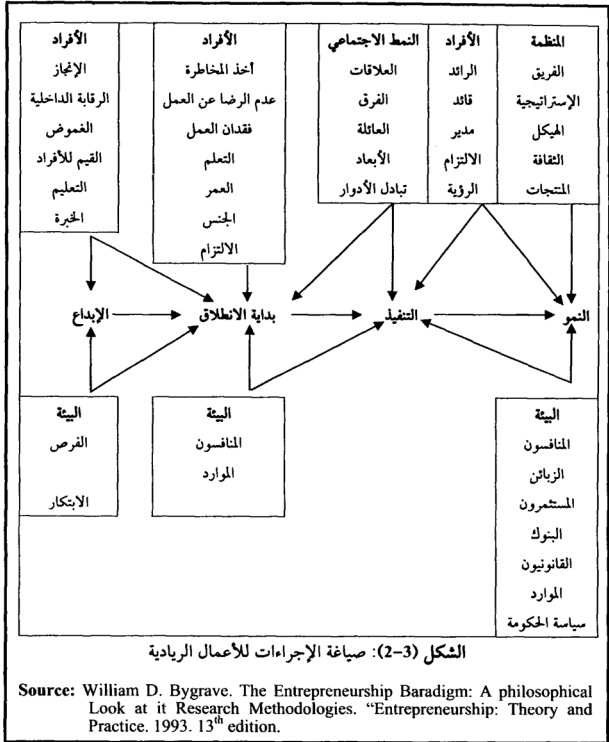 الأفراد
الإنجاز
الرقابة الداخلية
الغموض
القيم للأفراد
التعليم
الخبرة
الأفراد
أخذ المخاطرة
عدم الرضا عن العمل
فقدان العمل
التعلم
العمر
الجنس
الالتزام
النمط الاجتماعي
العلاقات
الفرق
العائلة
الأبعاد
تبادل الأدوار
الأفراد
الرائد
قائد
مدير
الالتزام
الرؤية
المنظمة
الفريق
الإستراتيجية
الهيكل
الثقافة
المنتجات
الإبداع
بداية الانطلاق
التنفيذ
النمو
البيئة
الفرص
الابتكار
البيئة
المنافسون
الموارد
البيئة
المنافسون
الزبائن
المستثمرون
البنوك
القانونيون
الموارد
سياسة الحكومة
الشكل (3-2): صياغة الإجراءات للأعمال الريادية
Source: William D. Bygrave. The Entrepreneurship Baradigm: A philosophical
Look at it Research Methodologies. “Entrepreneurship: Theory and
Practice. 1993. 13th edition.